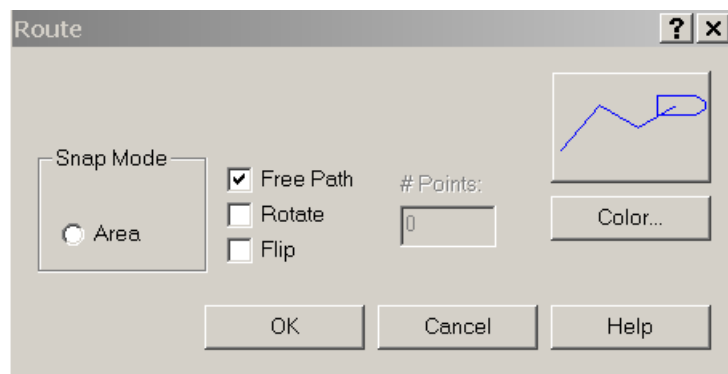 Route
Snap Mode
Area
Free Path
Rotate
Flip
# Points:
0
Color...
OK
Cancel
Help